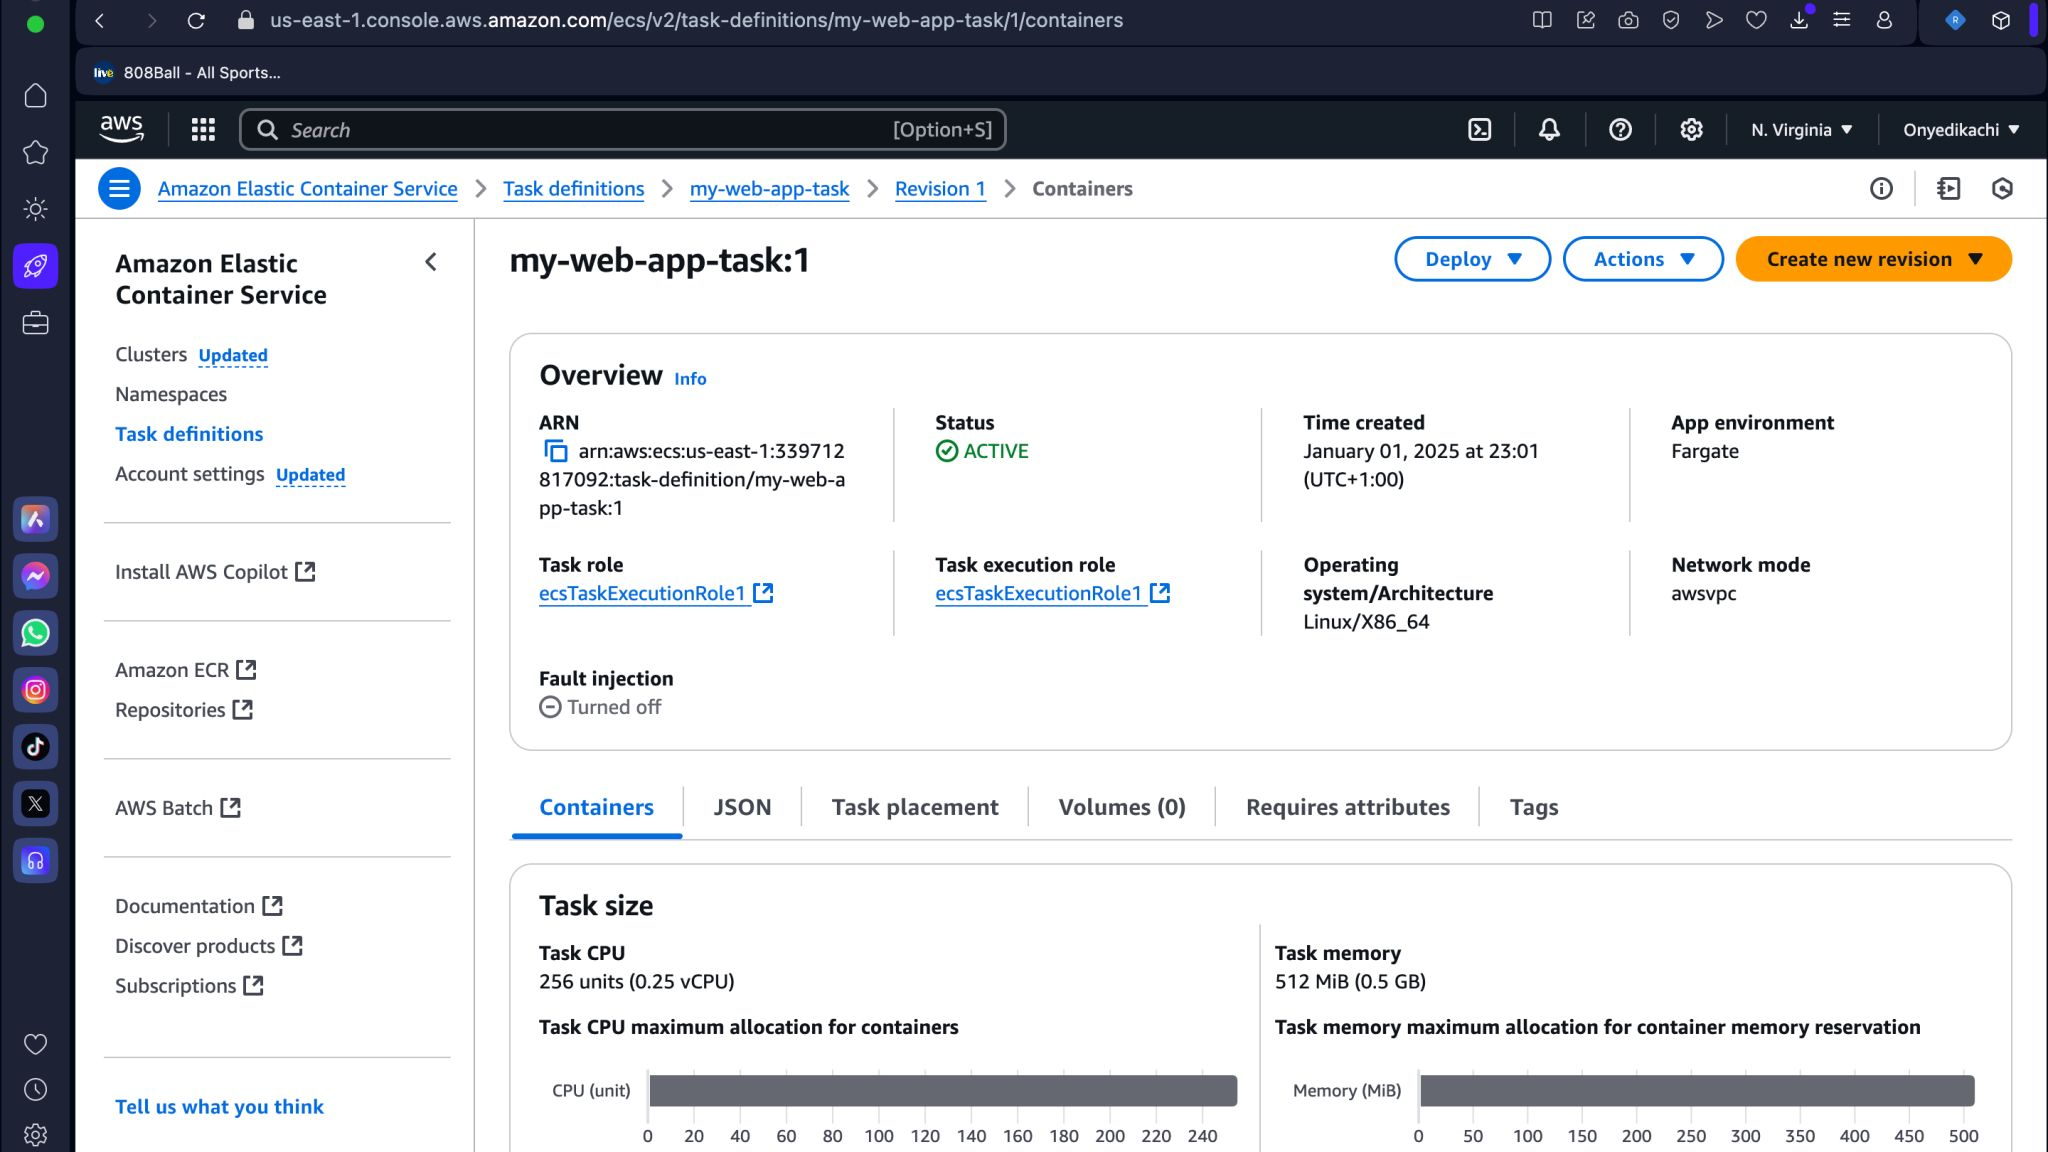 us-east-1.console.aws.amazon.com/ecs/v2/task-definitions/my-web-app-task/1/containers
live 808Ball - All Sports...
aws Search [Option+S] N. Virginia Onyedikachi
Amazon Elastic Container Service Task definitions my-web-app-task Revision 1 Containers
Amazon Elastic
Container Service
Clusters Updated
Namespaces
Task definitions
Account settings Updated
Install AWS Copilot
Amazon ECR
Repositories
AWS Batch
Documentation
Discover products
Subscriptions
Tell us what you think
my-web-app-task:1
Deploy Actions Create new revision
Overview Info
ARN
arn:aws:ecs:us-east-1:339712
817092:task-definition/my-web-a
pp-task:1
Status
ACTIVE
Time created
January 01, 2025 at 23:01
(UTC+1:00)
App environment
Fargate
Task role
ecsTaskExecutionRole1
Task execution role
ecsTaskExecutionRole1
Operating
system/Architecture
Linux/X86_64
Network mode
awsvpc
Fault injection
Turned off
Containers JSON Task placement Volumes (0) Requires attributes Tags
Task size
Task CPU
256 units (0.25 vCPU)
Task CPU maximum allocation for containers
CPU (unit)
0 20 40 60 80 100 120 140 160 180 200 220 240
Task memory
512 MiB (0.5 GB)
Task memory maximum allocation for container memory reservation
Memory (MiB)
0 50 100 150 200 250 300 350 400 450 500